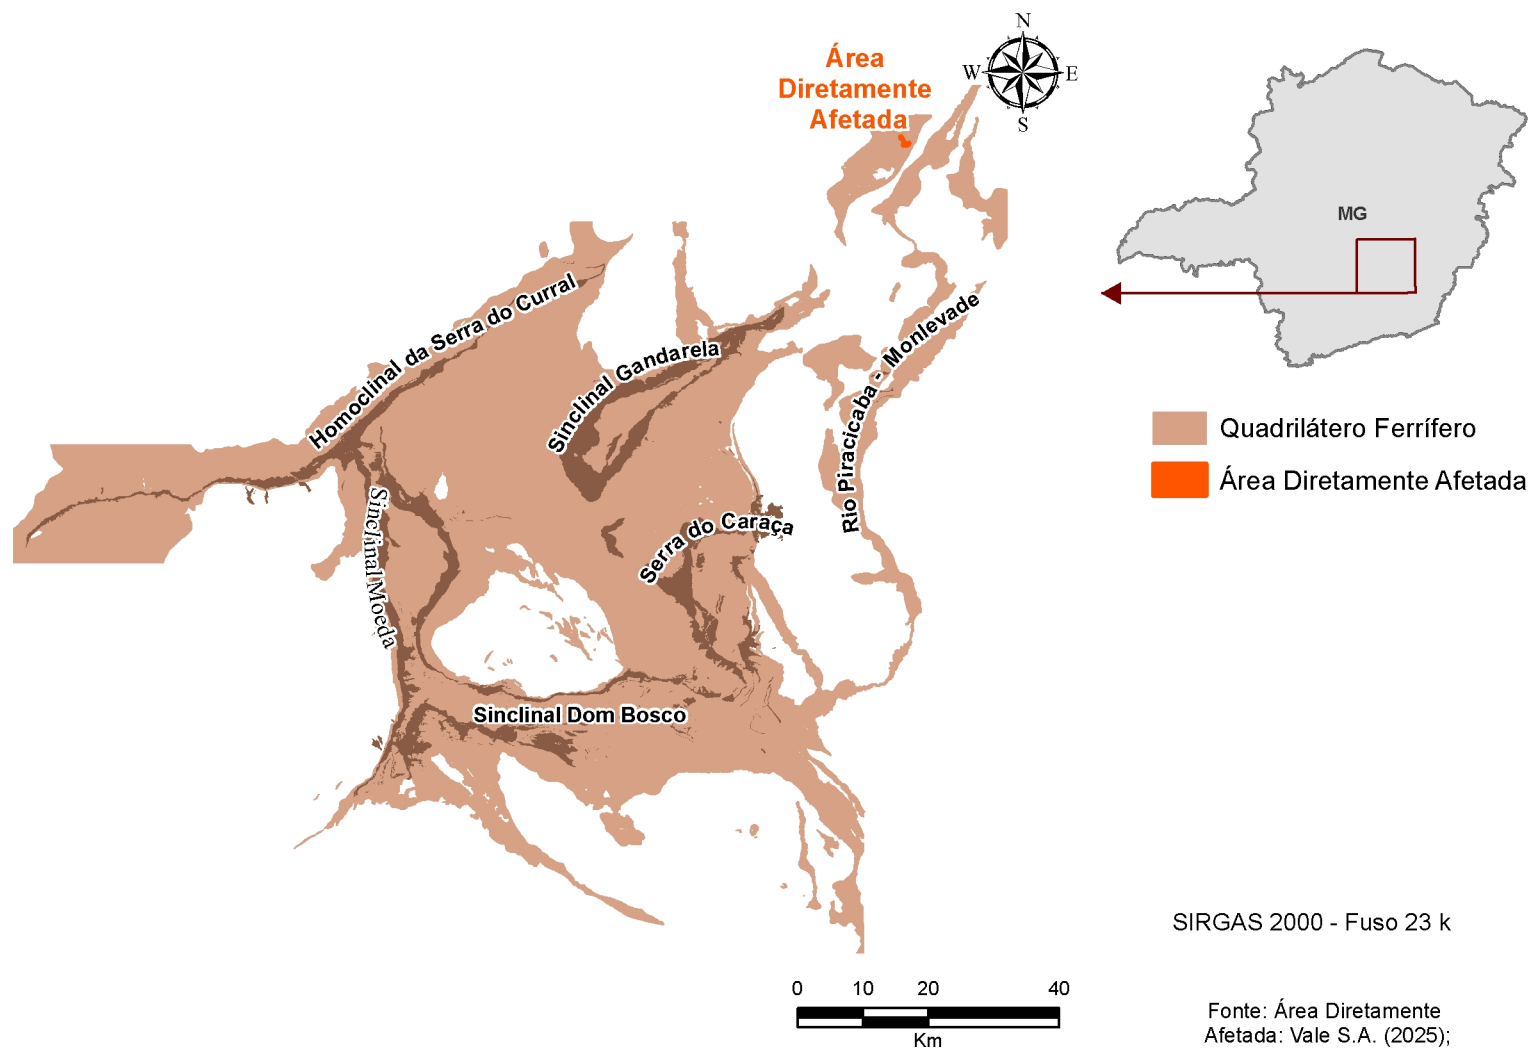 N
W
E
S
Área
Diretamente
Afetada
MG
Homoclinal da Serra do Curral
Sinclinal Gandarela
Rio Piracicaba - Monlevade
Sinclinal Moeda
Serra do Caraça
Sinclinal Dom Bosco
Quadrilátero Ferrífero
Área Diretamente Afetada
SIRGAS 2000 - Fuso 23 k
0 10 20 40
Km
Fonte: Área Diretamente
Afetada: Vale S.A. (2025);